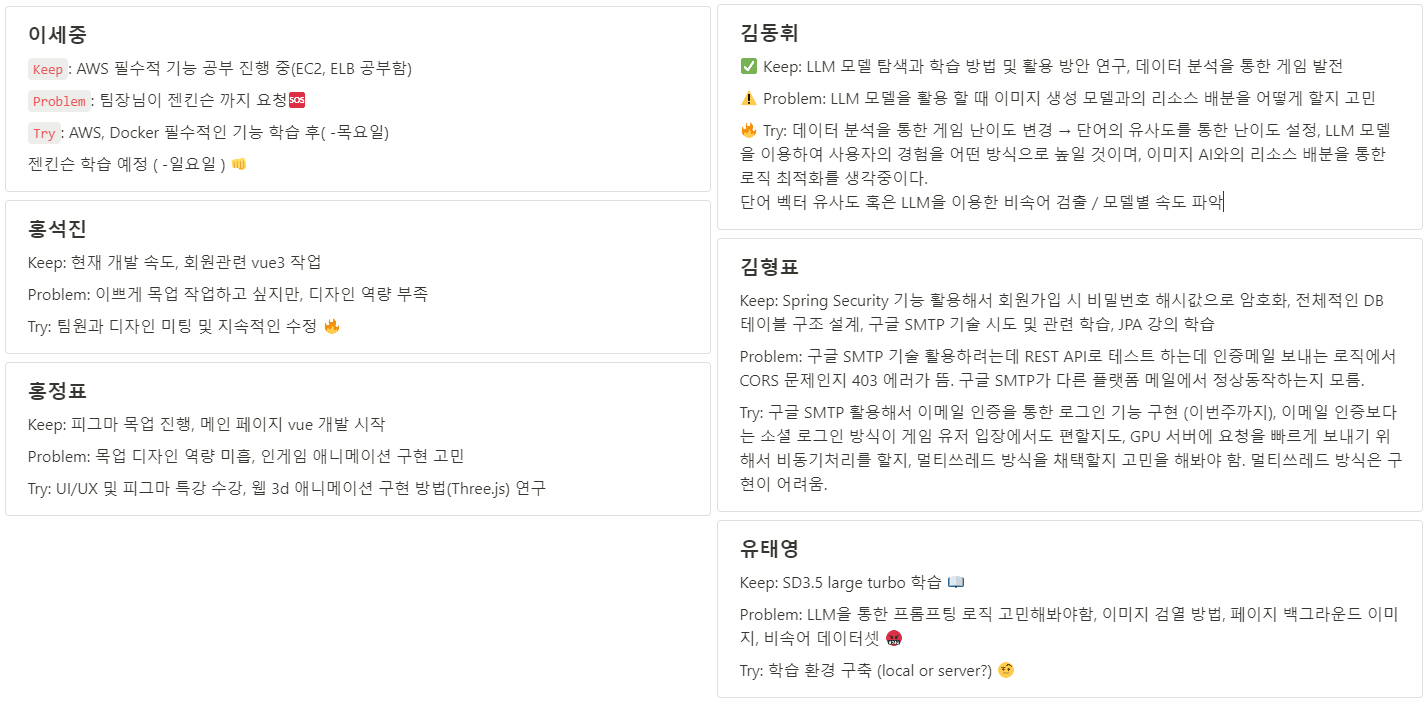 이세중
Keep : AWS 필수적 기능 공부 진행 중(EC2, ELB 공부함)
Problem : 팀장님이 젠킨슨 까지 요청🆘
Try : AWS, Docker 필수적인 기능 학습 후( -목요일)
젠킨슨 학습 예정 ( -일요일 ) 👊
홍석진
Keep: 현재 개발 속도, 회원관련 vue3 작업
Problem: 이쁘게 목업 작업하고 싶지만, 디자인 역량 부족
Try: 팀원과 디자인 미팅 및 지속적인 수정 🔥
홍정표
Keep: 피그마 목업 진행, 메인 페이지 vue 개발 시작
Problem: 목업 디자인 역량 미흡, 인게임 애니메이션 구현 고민
Try: UI/UX 및 피그마 특강 수강, 웹 3d 애니메이션 구현 방법(Three.js) 연구
김동휘
✅ Keep: LLM 모델 탐색과 학습 방법 및 활용 방안 연구, 데이터 분석을 통한 게임 발전
⚠️ Problem: LLM 모델을 활용 할 때 이미지 생성 모델과의 리소스 배분을 어떻게 할지 고민
🔥 Try: 데이터 분석을 통한 게임 난이도 변경 → 단어의 유사도를 통한 난이도 설정, LLM 모델
을 이용하여 사용자의 경험을 어떤 방식으로 높일 것이며, 이미지 AI와의 리소스 배분을 통한
로직 최적화를 생각중이다.
단어 벡터 유사도 혹은 LLM을 이용한 비속어 검출 / 모델별 속도 파악
김형표
Keep: Spring Security 기능 활용해서 회원가입 시 비밀번호 해시값으로 암호화, 전체적인 DB
테이블 구조 설계, 구글 SMTP 기술 시도 및 관련 학습, JPA 강의 학습
Problem: 구글 SMTP 기술 활용하려는데 REST API로 테스트 하는데 인증메일 보내는 로직에서
CORS 문제인지 403 에러가 뜸. 구글 SMTP가 다른 플랫폼 메일에서 정상동작하는지 모름.
Try: 구글 SMTP 활용해서 이메일 인증을 통한 로그인 기능 구현 (이번주까지), 이메일 인증보다
는 소셜 로그인 방식이 게임 유저 입장에서도 편할지도, GPU 서버에 요청을 빠르게 보내기 위
해서 비동기처리를 할지, 멀티쓰레드 방식을 채택할지 고민을 해봐야 함. 멀티쓰레드 방식은 구
현이 어려움.
유태영
Keep: SD3.5 large turbo 학습 📖
Problem: LLM을 통한 프롬프팅 로직 고민해봐야함, 이미지 검열 방법, 페이지 백그라운드 이미
지, 비속어 데이터셋 🤬
Try: 학습 환경 구축 (local or server?) 🤨